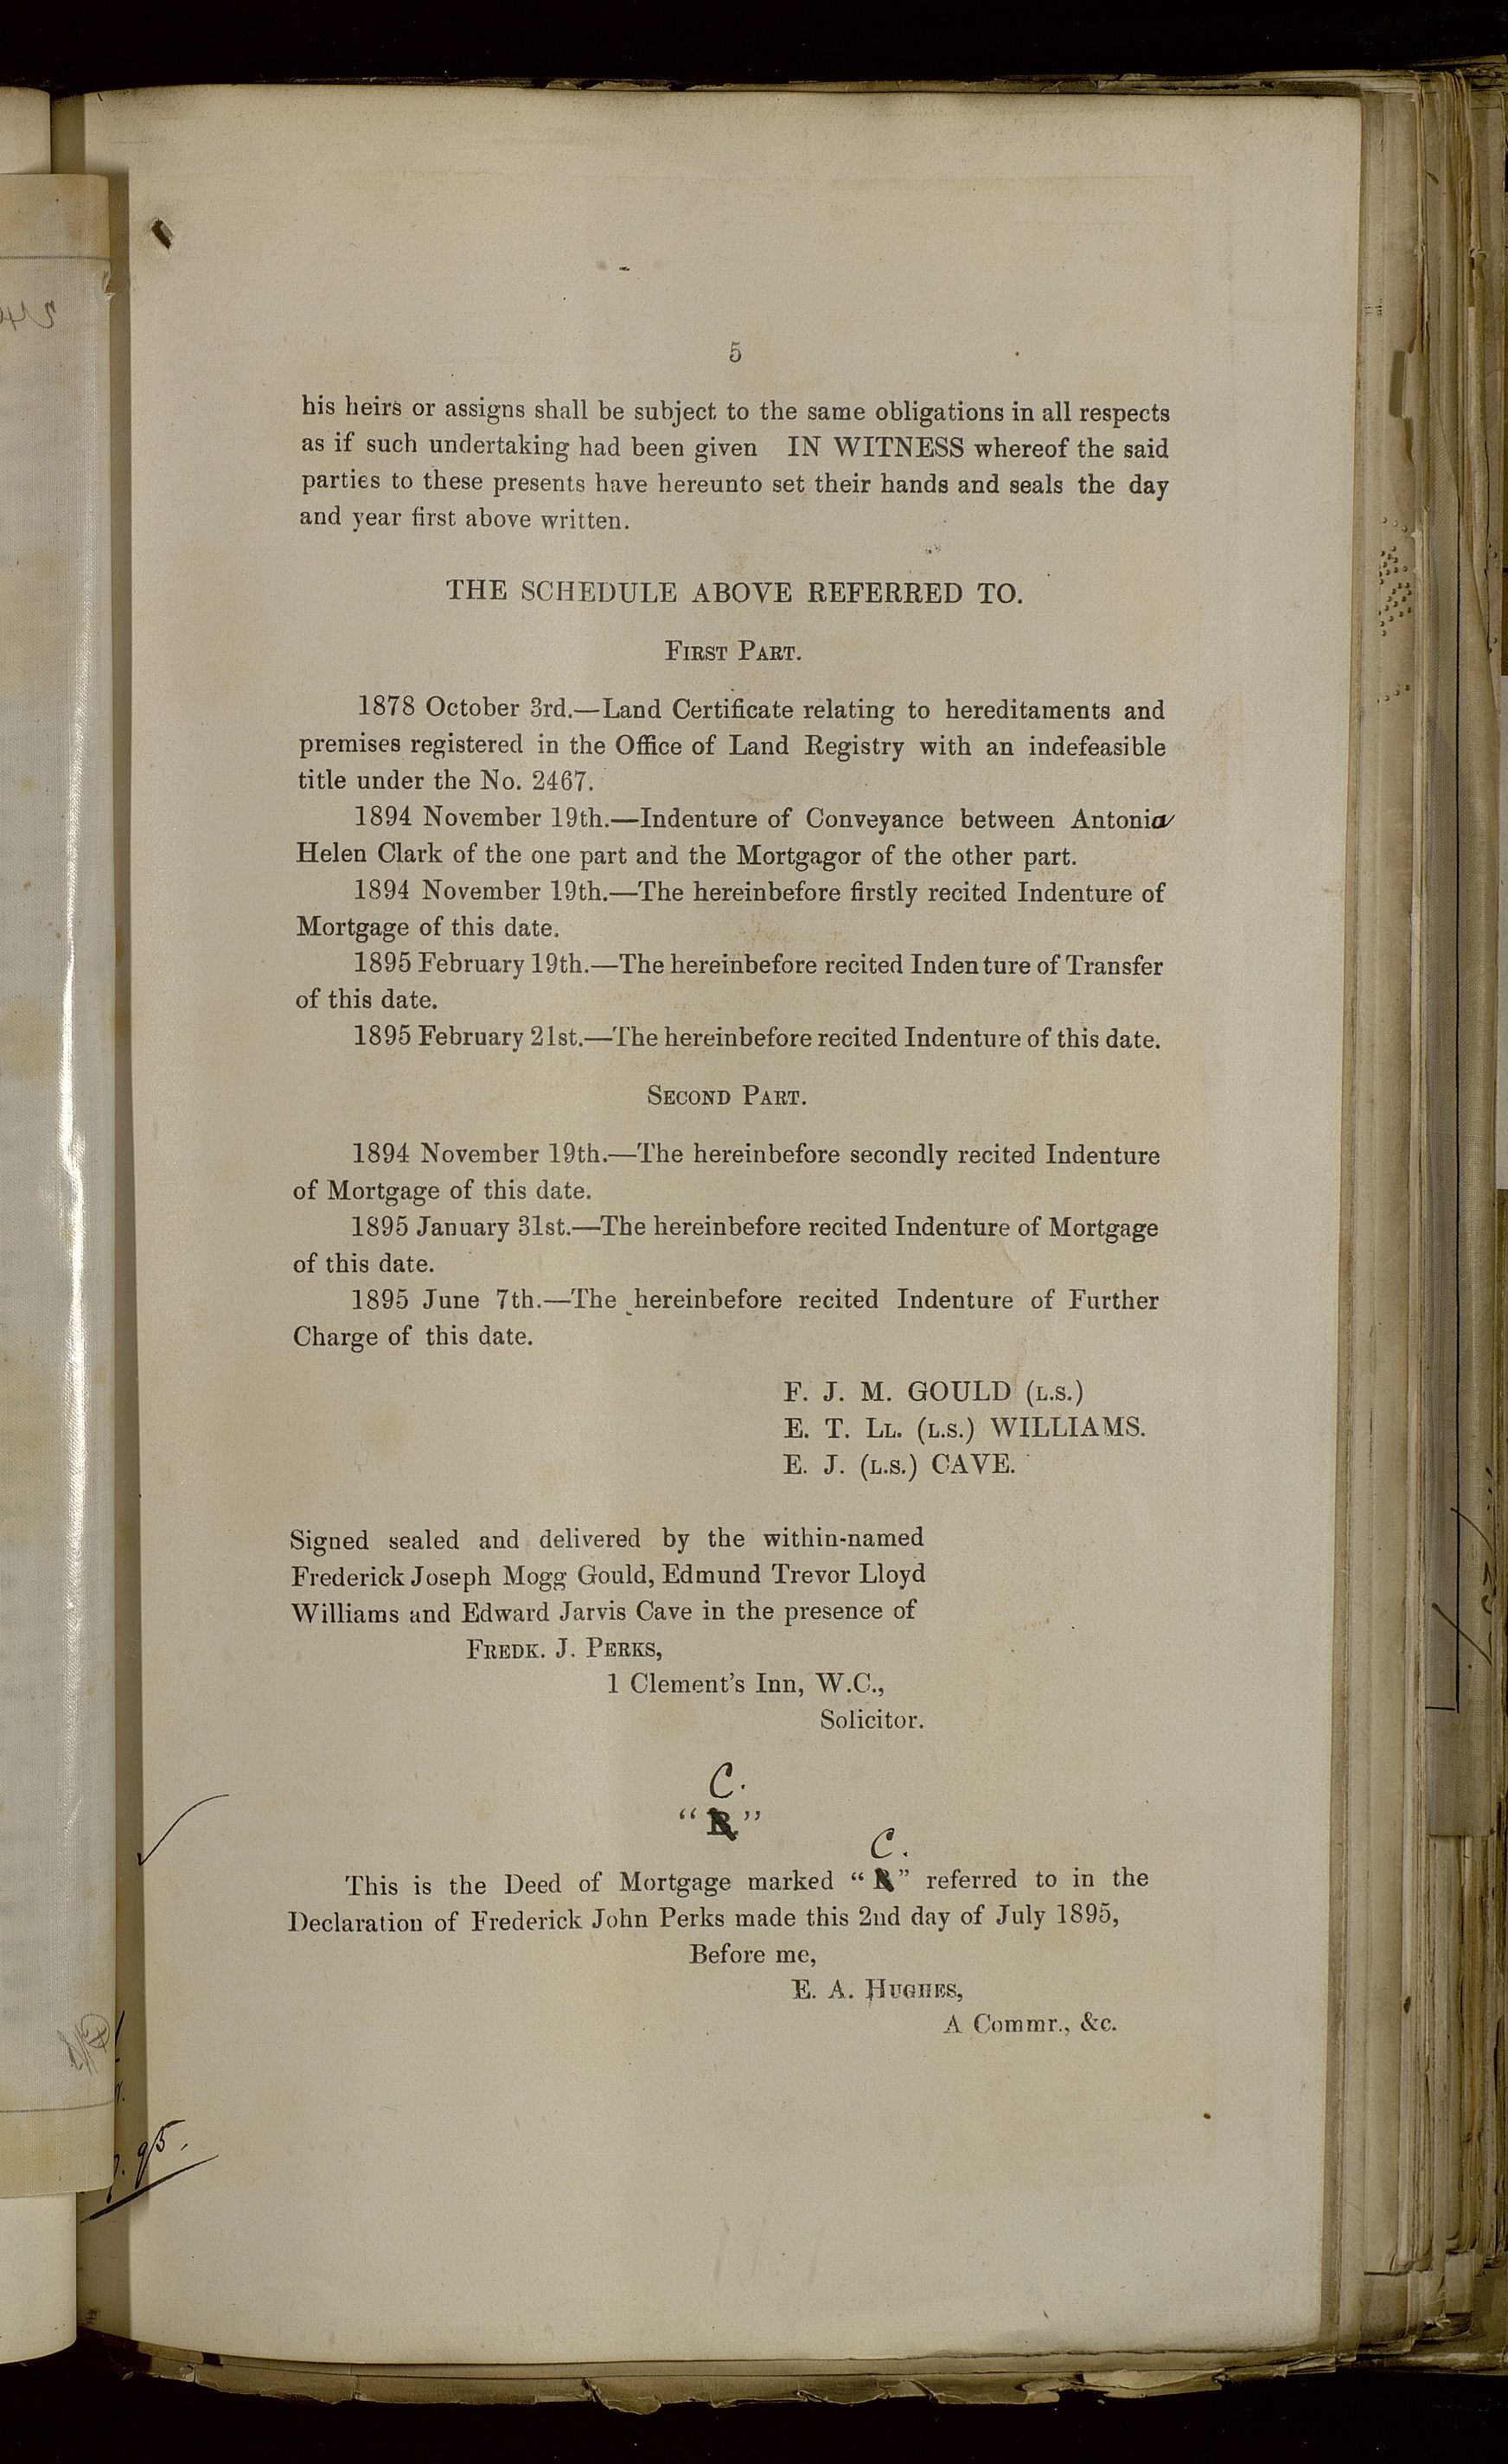 5
his heirs or assigns shall be subject to the same obligations in all respects
as if such undertaking had been given IN WITNESS whereof the said
parties to these presents have hereunto set their hands and seals the day
and year first above written.
THE SCHEDULE ABOVE REFERRED TO.
FIRST PART.
1878 October 3rd.—Land Certificate relating to hereditaments and
premises registered in the Office of Land Registry with an indefeasible
title under the No. 2467.
1894 November 19th.—Indenture of Conveyance between Antonia
Helen Clark of the one part and the Mortgagor of the other part.
1894 November 19th.—The hereinbefore firstly recited Indenture of
Mortgage of this date.
1895 February 19th.—The hereinbefore recited Indenture of Transfer
of this date.
1895 February 21st.—The hereinbefore recited Indenture of this date.
SECOND PART.
1894 November 19th.—The hereinbefore secondly recited Indenture
of Mortgage of this date.
1895 January 31st.—The hereinbefore recited Indenture of Mortgage
of this date.
1895 June 7th.—The hereinbefore recited Indenture of Further
Charge of this date.
F. J. M. GOULD (L.S.)
E. T. LL. (L.S.) WILLIAMS.
E. J. (L.S.) CAVE.
Signed sealed and delivered by the within-named
Frederick Joseph Mogg Gould, Edmund Trevor Lloyd
Williams and Edward Jarvis Cave in the presence of
FREDK. J. PERKS,
1 Clement's Inn, W.C.,
Solicitor.
C.
"B"
C.
This is the Deed of Mortgage marked "B" referred to in the
Declaration of Frederick John Perks made this 2nd day of July 1895,
Before me,
E. A. HUGHES,
A Commr., &c.
95.